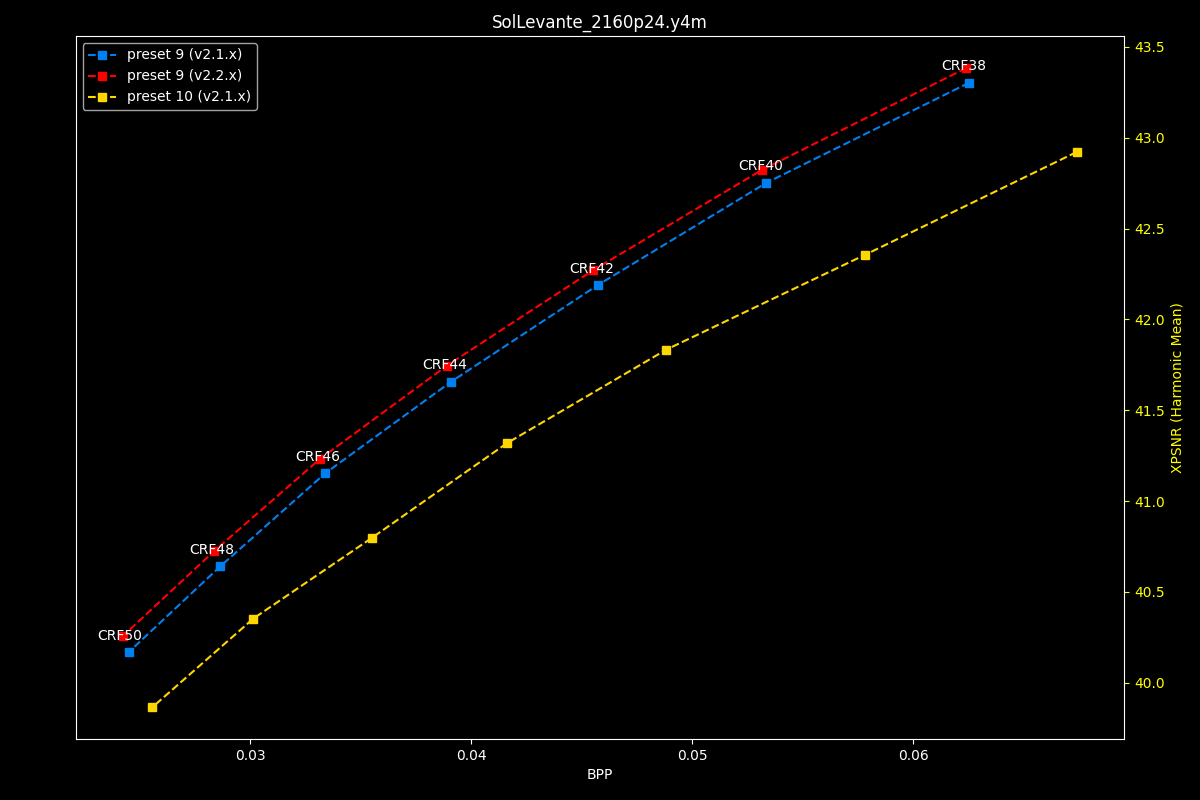 SolLevante_2160p24.y4m
preset 9 (v2.1.x)
preset 9 (v2.2.x)
preset 10 (v2.1.x)
CRF38
CRF40
CRF42
CRF44
CRF46
CRF48
CRF50
43.5
43.0
42.5
42.0
41.5
41.0
40.5
40.0
XPSNR (Harmonic Mean)
0.03
0.04
0.05
0.06
BPP